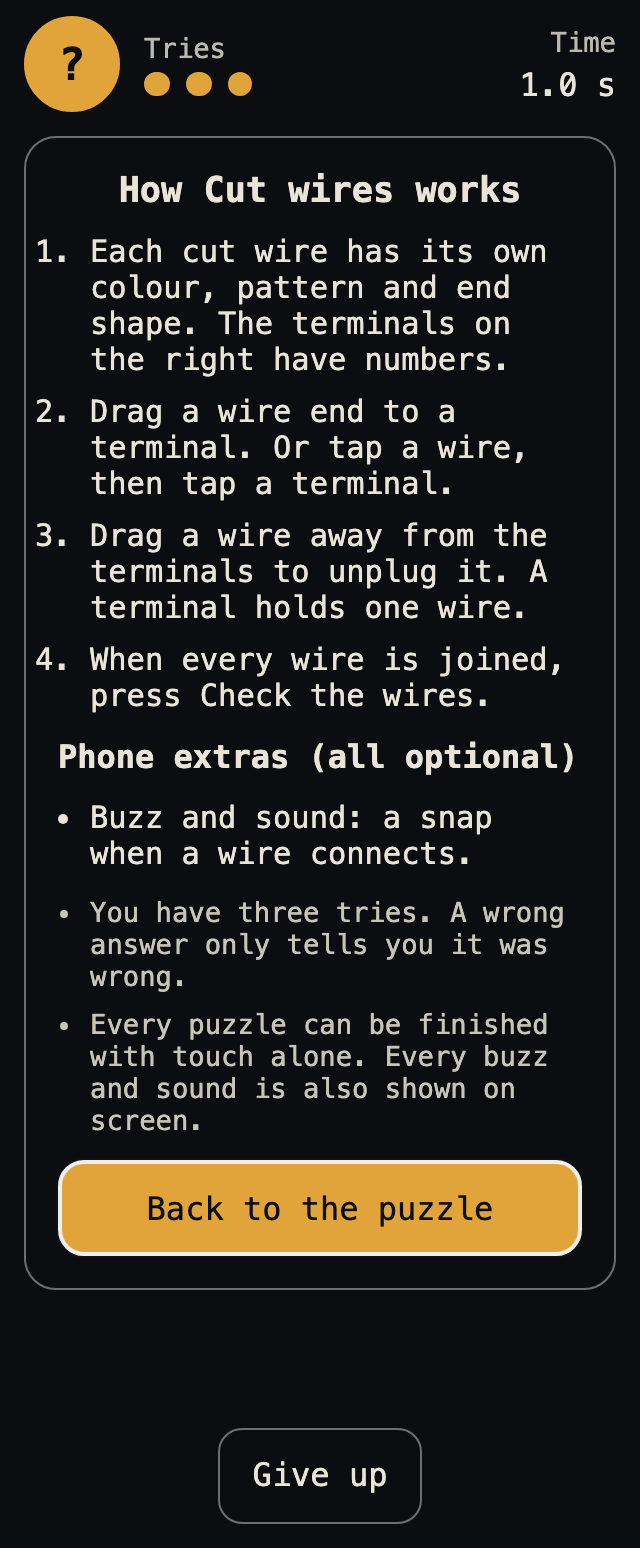 ?
Tries
Time
1.0 s
How Cut wires works
1. Each cut wire has its own
colour, pattern and end
shape. The terminals on
the right have numbers.
2. Drag a wire end to a
terminal. Or tap a wire,
then tap a terminal.
3. Drag a wire away from the
terminals to unplug it. A
terminal holds one wire.
4. When every wire is joined,
press Check the wires.
Phone extras (all optional)
• Buzz and sound: a snap
when a wire connects.
• You have three tries. A wrong
answer only tells you it was
wrong.
• Every puzzle can be finished
with touch alone. Every buzz
and sound is also shown on
screen.
Back to the puzzle
Give up